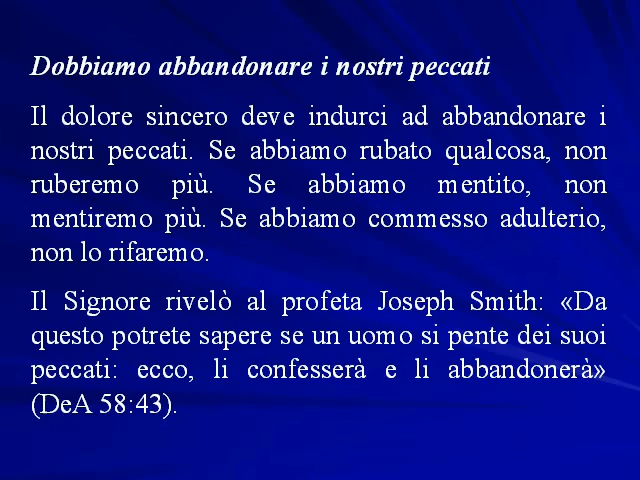 Dobbiamo abbandonare i nostri peccati
Il dolore sincero deve indurci ad abbandonare i
nostri peccati. Se abbiamo rubato qualcosa, non
ruberemo più. Se abbiamo mentito, non
mentiremo più. Se abbiamo commesso adulterio,
non lo rifaremo.
Il Signore rivelò al profeta Joseph Smith: «Da
questo potrete sapere se un uomo si pente dei suoi
peccati: ecco, li confesserà e li abbandonerà»
(DeA 58:43).